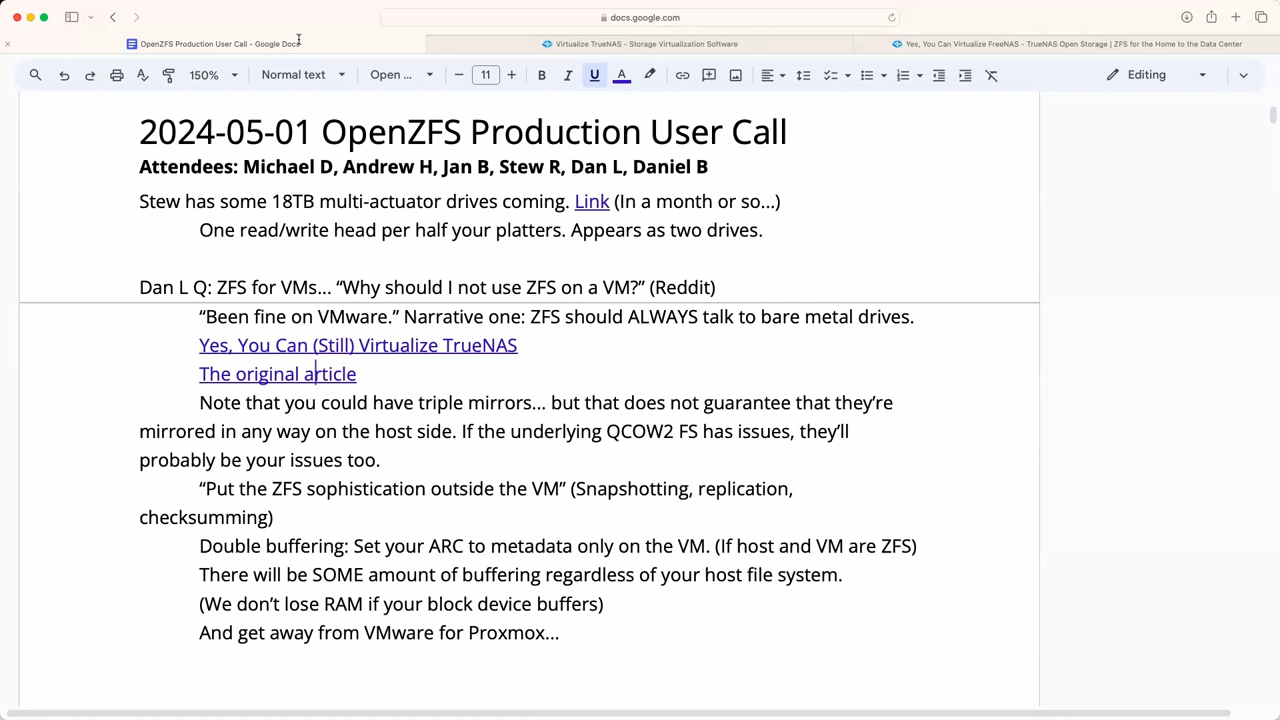 docs.google.com
OpenZFS Production User Call - Google Docs
Virtualize TrueNAS - Storage Virtualization Software
Yes, You Can Virtualize FreeNAS - TrueNAS Open Storage | ZFS for the Home to the Data Center
150%
Normal text
Open ...
11
B
I
U
A
Editing
2024-05-01 OpenZFS Production User Call
Attendees: Michael D, Andrew H, Jan B, Stew R, Dan L, Daniel B
Stew has some 18TB multi-actuator drives coming. Link (In a month or so...)
One read/write head per half your platters. Appears as two drives.
Dan L Q: ZFS for VMs... “Why should I not use ZFS on a VM?” (Reddit)
“Been fine on VMware.” Narrative one: ZFS should ALWAYS talk to bare metal drives.
Yes, You Can (Still) Virtualize TrueNAS
The original article
Note that you could have triple mirrors... but that does not guarantee that they’re
mirrored in any way on the host side. If the underlying QCOW2 FS has issues, they’ll
probably be your issues too.
“Put the ZFS sophistication outside the VM” (Snapshotting, replication,
checksumming)
Double buffering: Set your ARC to metadata only on the VM. (If host and VM are ZFS)
There will be SOME amount of buffering regardless of your host file system.
(We don’t lose RAM if your block device buffers)
And get away from VMware for Proxmox...